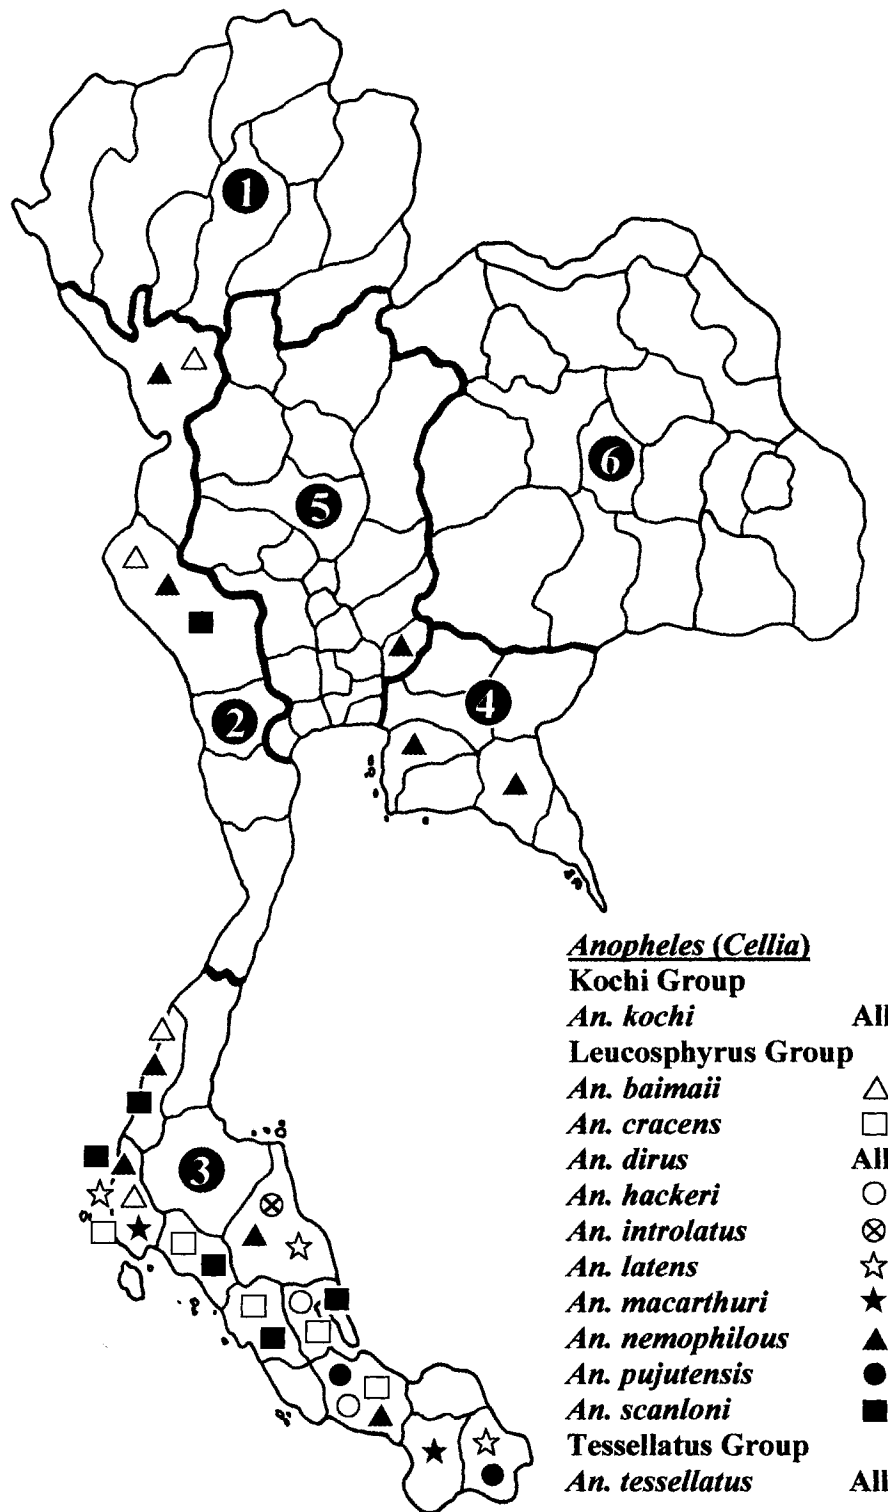 1
6
5
2
4
3
Anopheles (Cellia)
Kochi Group
An. kochi All
Leucosphyrus Group
An. baimaii △
An. cracens □
An. dirus All
An. hackeri ○
An. introlatus ⊗
An. latens ☆
An. macarthuri ★
An. nemophilous ▲
An. pujutensis ●
An. scanloni ■
Tessellatus Group
An. tessellatus All